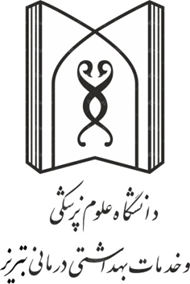 دانشگاه علوم پزشکی
و خدمات بهداشتی درمانی تبریز